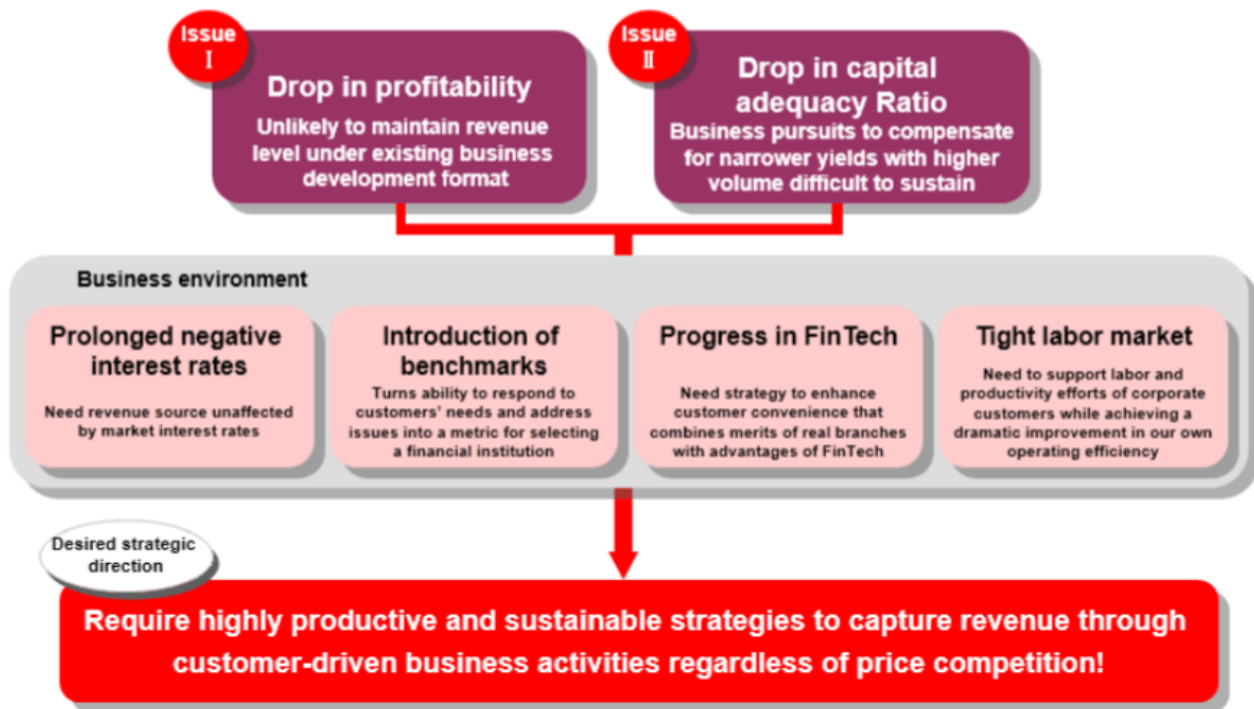 Issue
Ⅰ
Drop in profitability
Unlikely to maintain revenue
level under existing business
development format
Issue
Ⅱ
Drop in capital
adequacy Ratio
Business pursuits to compensate
for narrower yields with higher
volume difficult to sustain
Business environment
Prolonged negative
interest rates
Need revenue source unaffected
by market interest rates
Introduction of
benchmarks
Turns ability to respond to
customers' needs and address
issues into a metric for selecting
a financial institution
Progress in FinTech
Need strategy to enhance
customer convenience that
combines merits of real branches
with advantages of FinTech
Tight labor market
Need to support labor and
productivity efforts of corporate
customers while achieving a
dramatic improvement in our own
operating efficiency
Desired strategic
direction
Require highly productive and sustainable strategies to capture revenue through
customer-driven business activities regardless of price competition!